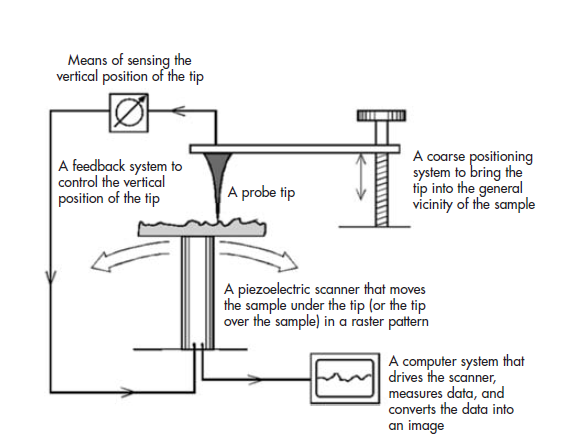 Means of sensing the
vertical position of the tip
A feedback system to
control the vertical
position of the tip
A probe tip
A coarse positioning
system to bring the
tip into the general
vicinity of the sample
A piezoelectric scanner that moves
the sample under the tip (or the tip
over the sample) in a raster pattern
A computer system that
drives the scanner,
measures data, and
converts the data into
an image